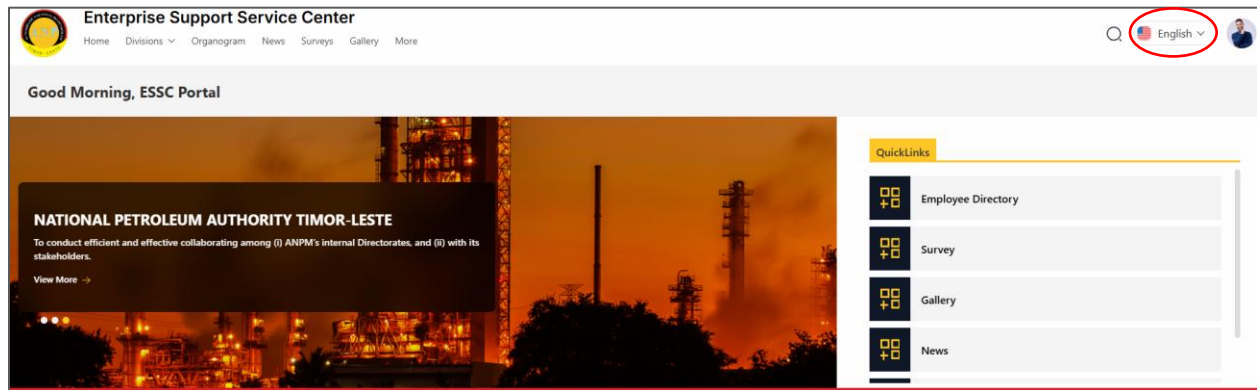 Enterprise Support Service Center
Home Divisions Organogram News Surveys Gallery More
English
Good Morning, ESSC Portal
NATIONAL PETROLEUM AUTHORITY TIMOR-LESTE
To conduct efficient and effective collaborating among (i) ANPM's internal Directorates, and (ii) with its
stakeholders.
View More →
QuickLinks
Employee Directory
Survey
Gallery
News